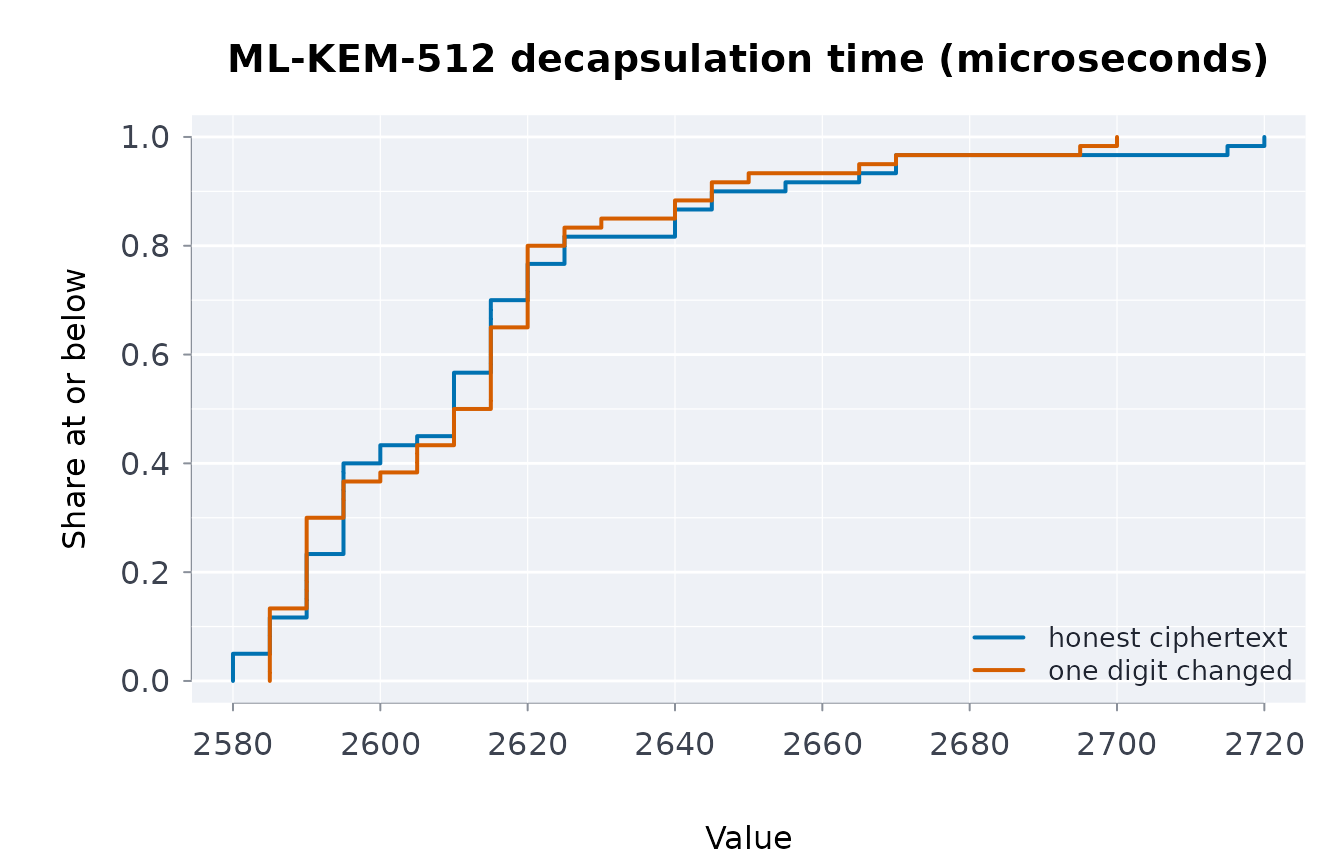 ML-KEM-512 decapsulation time (microseconds)
1.0
0.8
0.6
0.4
0.2
0.0
Share at or below
honest ciphertext
one digit changed
2580 2600 2620 2640 2660 2680 2700 2720
Value